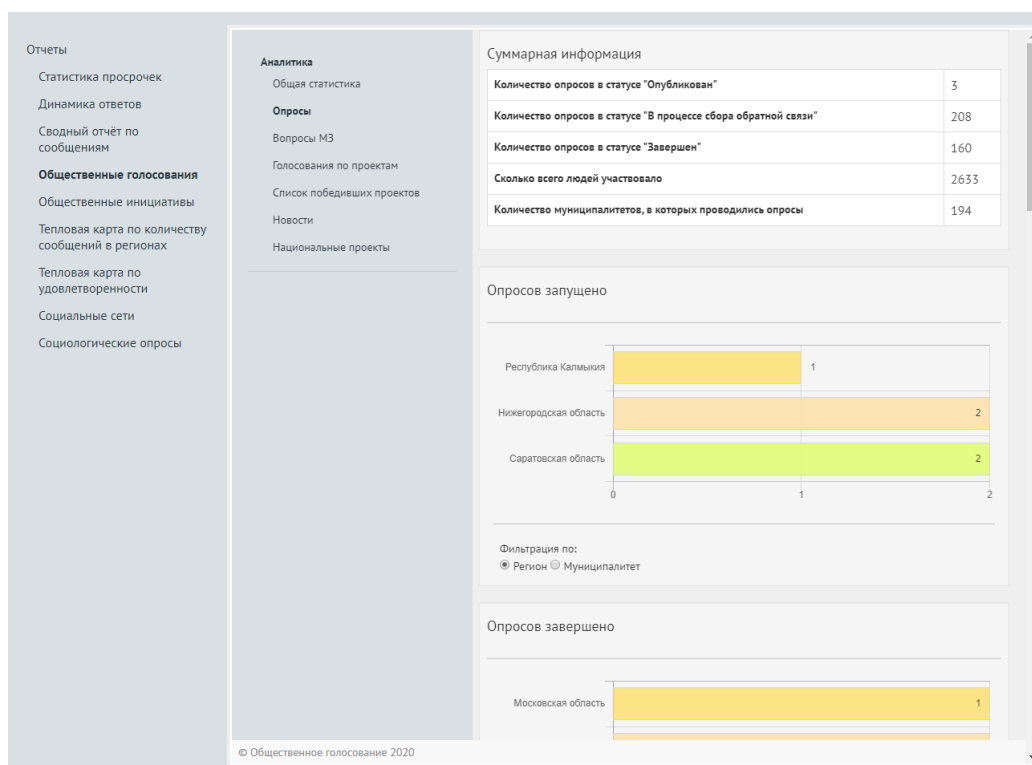 Отчеты
Статистика просрочек
Динамика ответов
Сводный отчёт по
сообщениям
Общественные голосования
Общественные инициативы
Тепловая карта по количеству
сообщений в регионах
Тепловая карта по
удовлетворенности
Социальные сети
Социологические опросы
Аналитика
Общая статистика
Опросы
Вопросы МЗ
Голосования по проектам
Список победивших проектов
Новости
Национальные проекты
Суммарная информация
Количество опросов в статусе "Опубликован" 3
Количество опросов в статусе "В процессе сбора обратной связи" 208
Количество опросов в статусе "Завершен" 160
Сколько всего людей участвовало 2633
Количество муниципалитетов, в которых проводились опросы 194
Опросов запущено
Республика Калмыкия 1
Нижегородская область 2
Саратовская область 2
0 1 2
Фильтрация по:
Регион Муниципалитет
Опросов завершено
Московская область 1
© Общественное голосование 2020